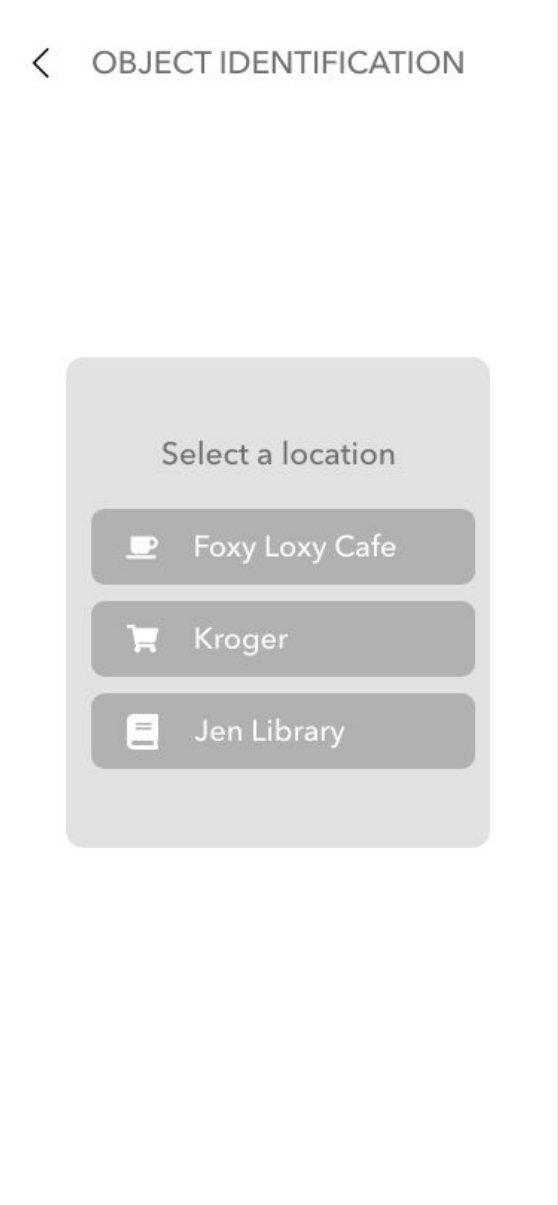 OBJECT IDENTIFICATION
Select a location
Foxy Loxy Cafe
Kroger
Jen Library